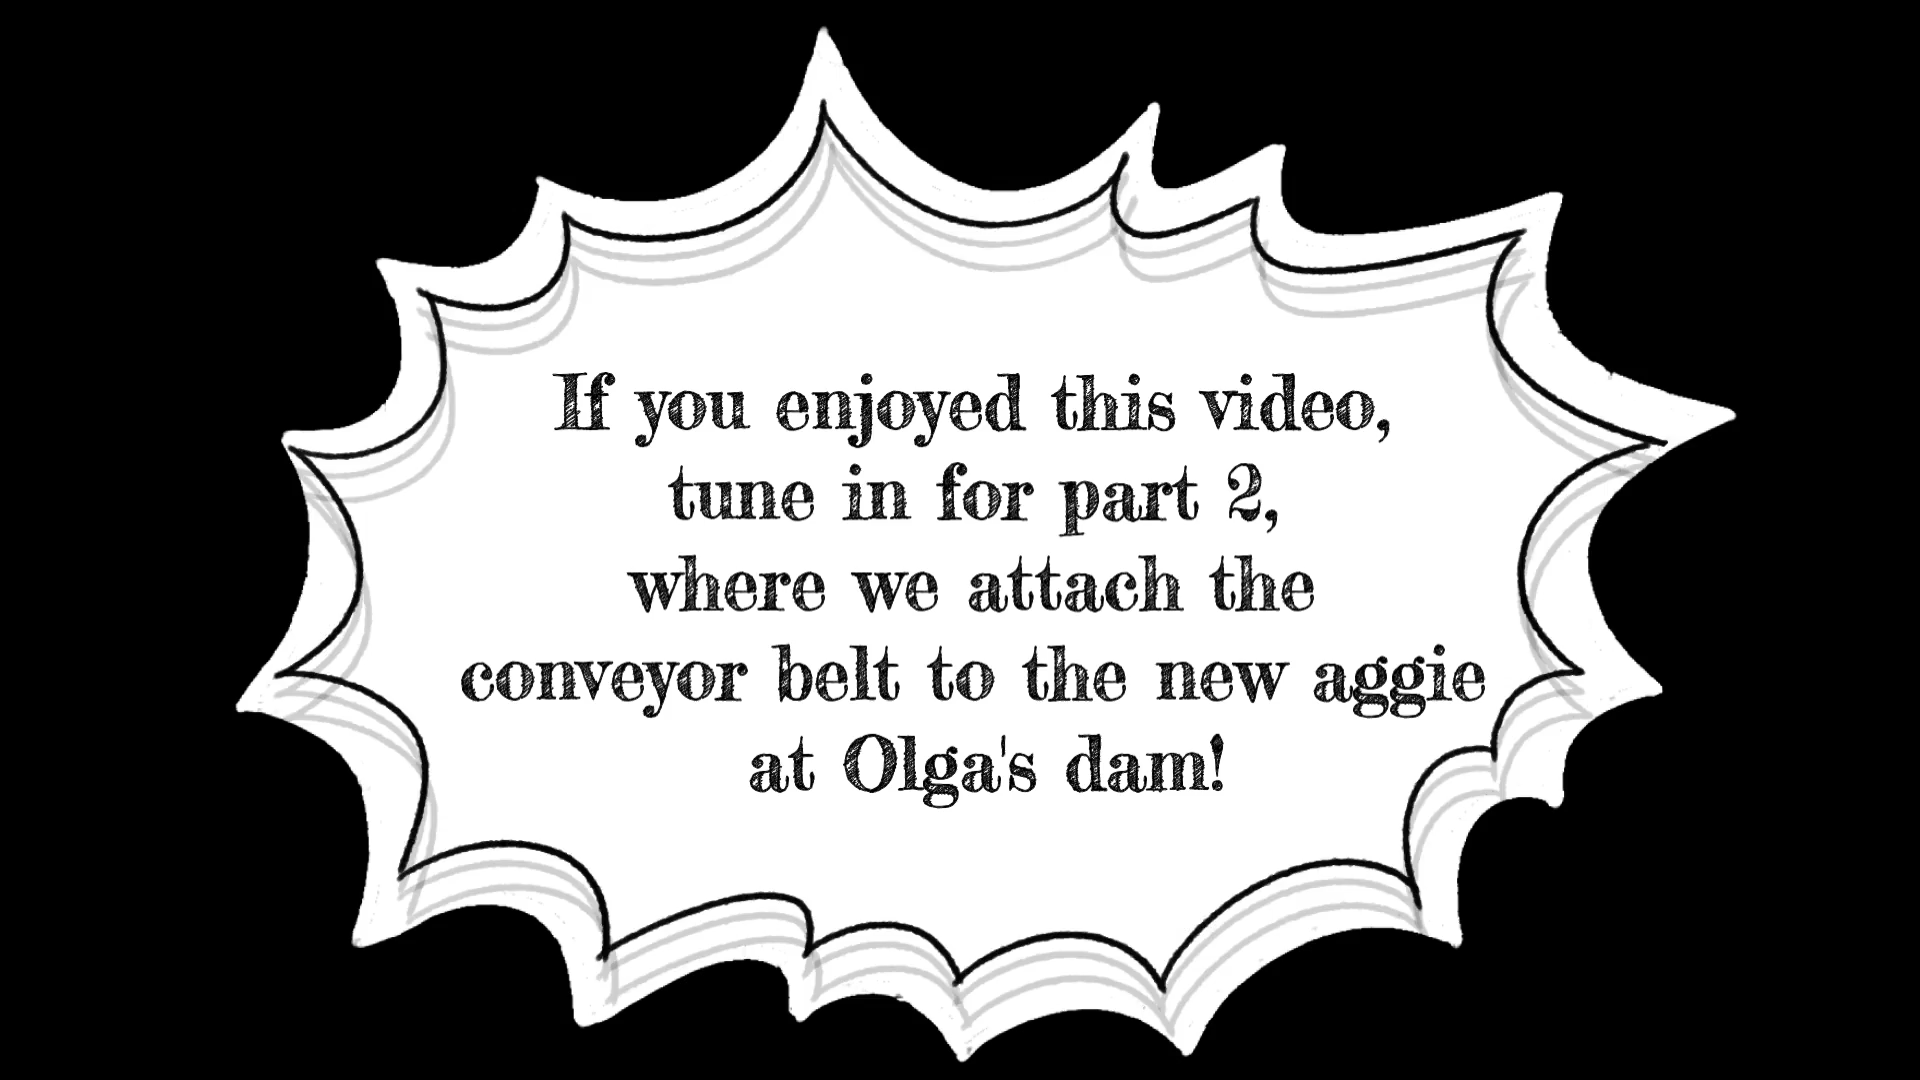 If you enjoyed this video,
tune in for part 2,
where we attach the
conveyor belt to the new aggie
at Olga's dam!